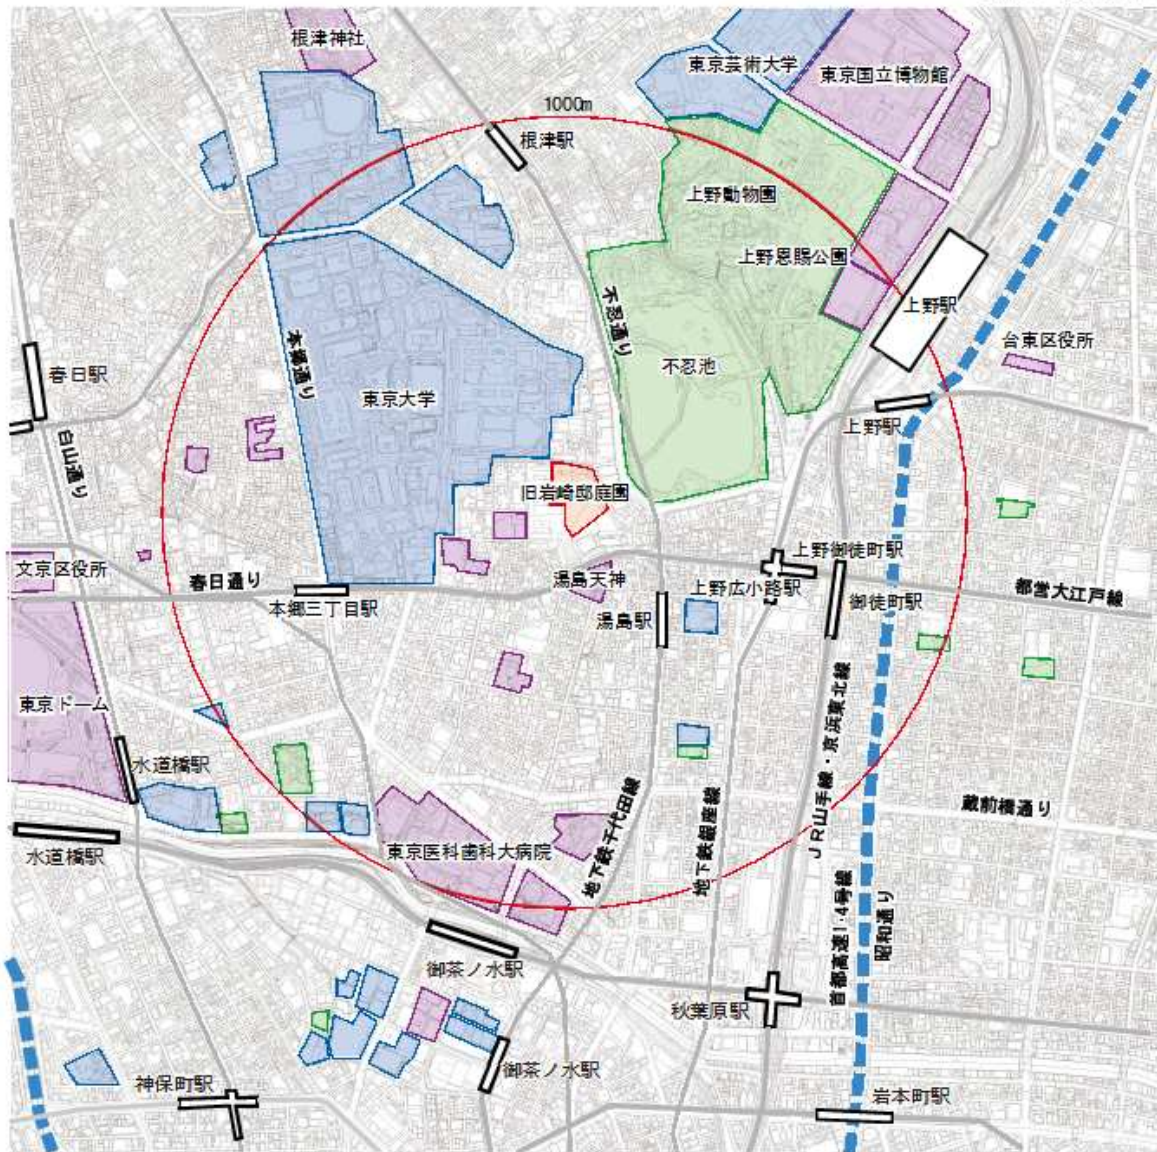 根津神社
東京芸術大学
東京国立博物館
1000m
根津駅
上野動物園
上野恩賜公園
上野駅
不忍通り
本郷通り
台東区役所
春日駅
不忍池
東京大学
上野駅
白山通り
旧岩崎邸庭園
上野御徒町駅
文京区役所
春日通り
湯島天神
上野広小路駅
都営大江戸線
本郷三丁目駅
湯島駅
御徒町駅
東京ドーム
JR山手線・京浜東北線
水道橋駅
蔵前橋通り
地下鉄千代田線
地下鉄銀座線
水道橋駅
東京医科歯科大病院
首都高速1・4号線
昭和通り
御茶ノ水駅
秋葉原駅
御茶ノ水駅
神保町駅
岩本町駅